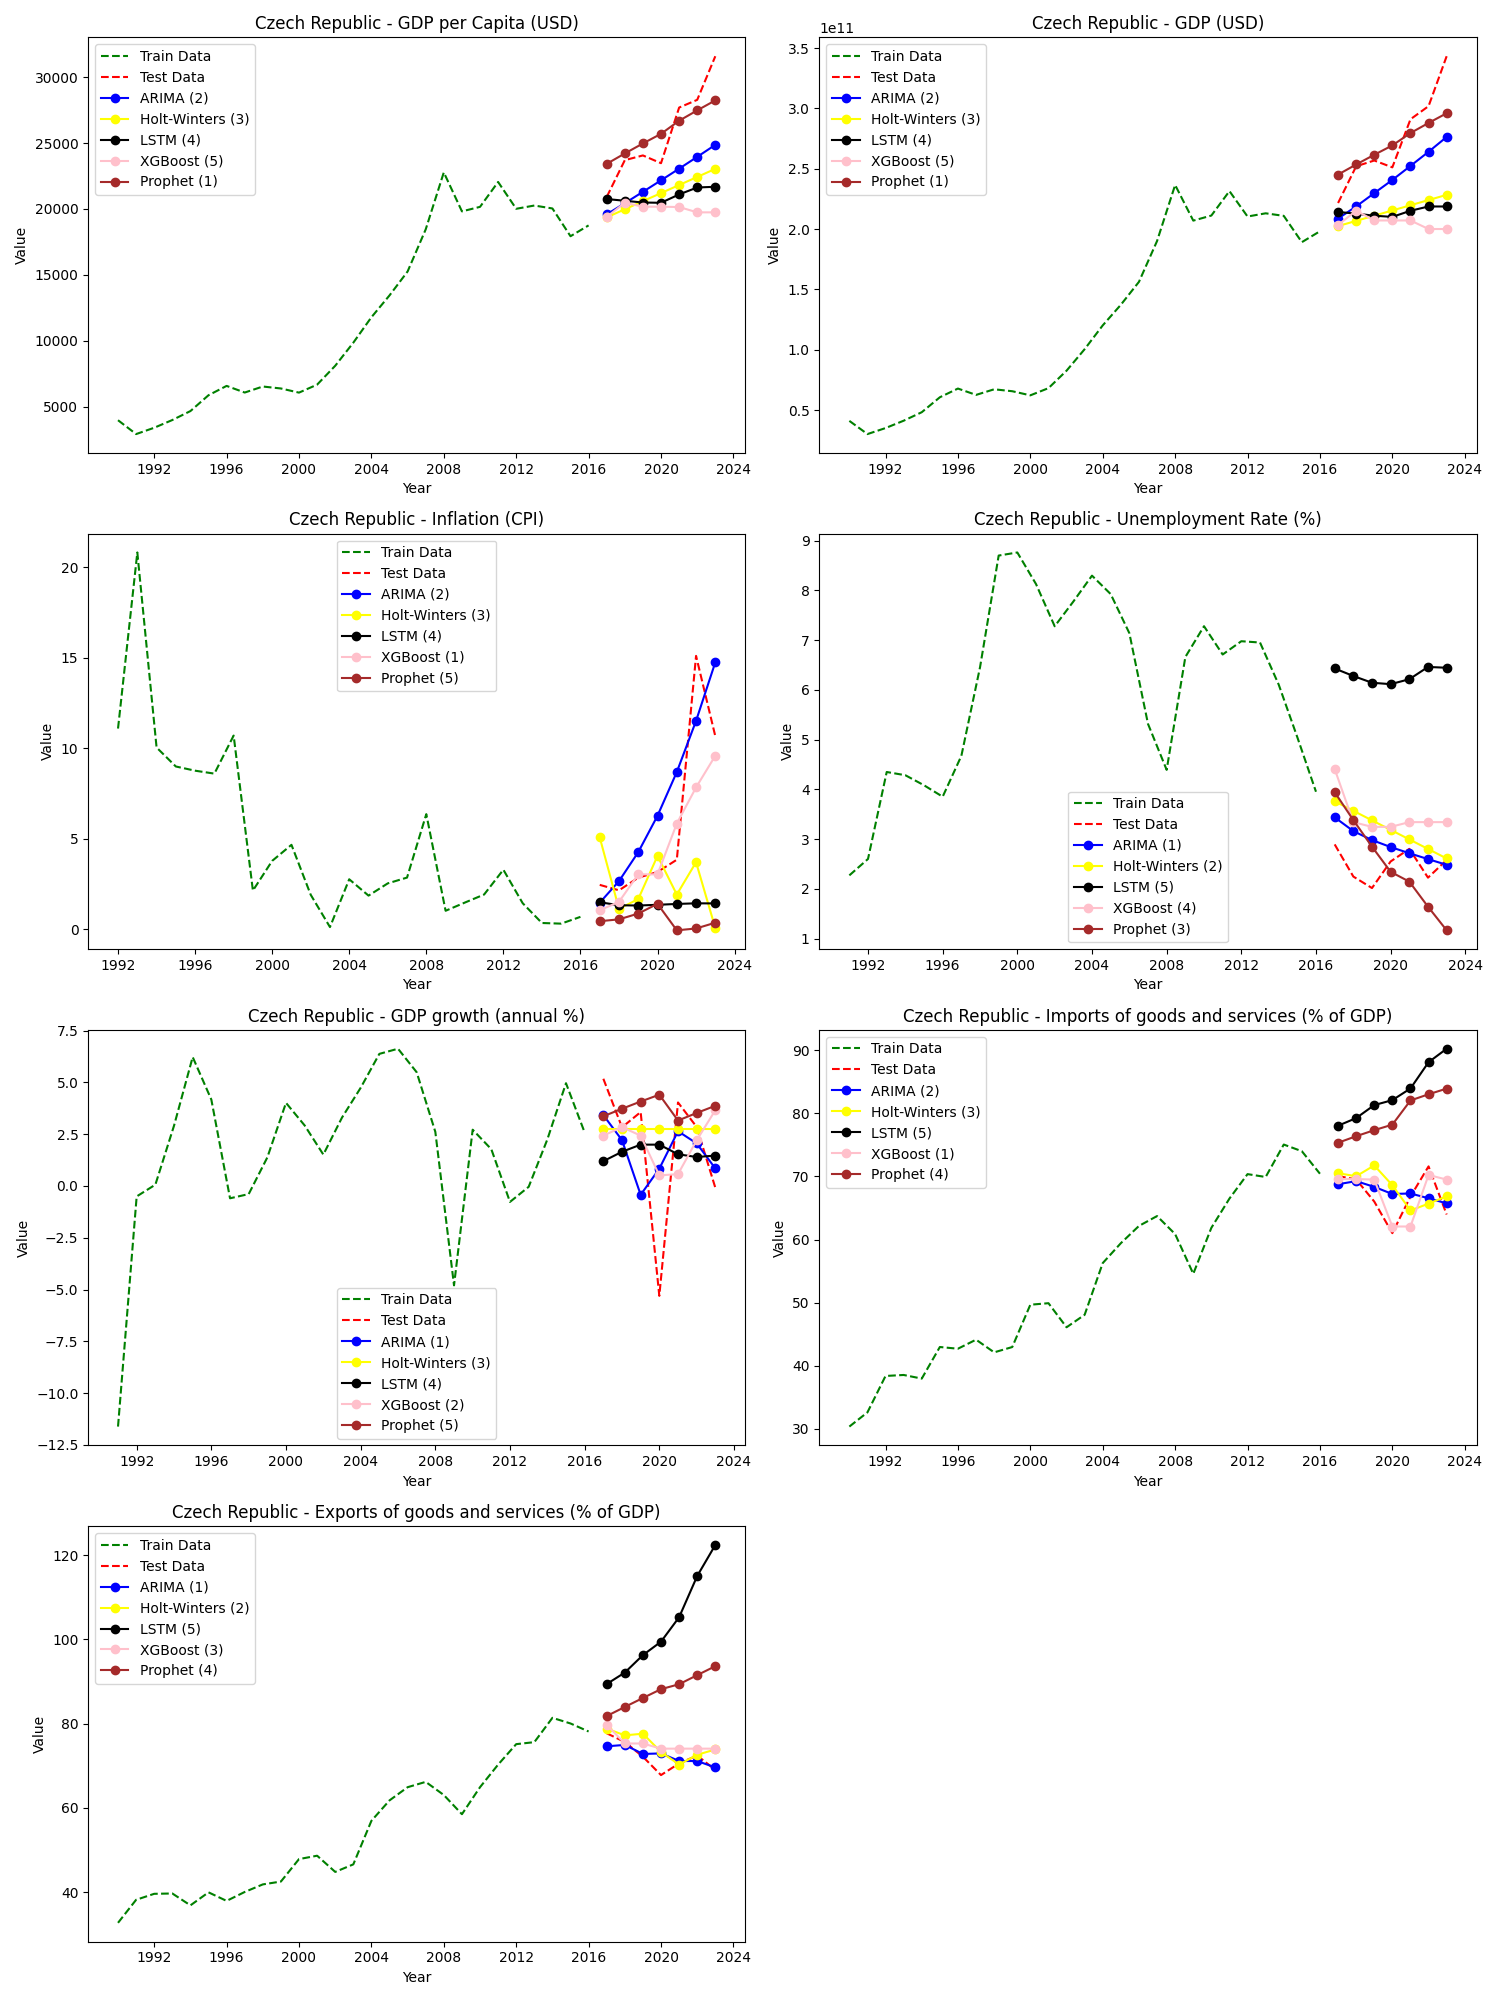 Czech Republic - GDP per Capita (USD)
Train Data
Test Data
ARIMA (2)
Holt-Winters (3)
LSTM (4)
XGBoost (5)
Prophet (1)
30000
25000
20000
15000
10000
5000
Value
1992 1996 2000 2004 2008 2012 2016 2020 2024
Year
Czech Republic - GDP (USD)
1e11
Train Data
Test Data
ARIMA (2)
Holt-Winters (3)
LSTM (4)
XGBoost (5)
Prophet (1)
3.5
3.0
2.5
2.0
1.5
1.0
0.5
Value
1992 1996 2000 2004 2008 2012 2016 2020 2024
Year
Czech Republic - Inflation (CPI)
Train Data
Test Data
ARIMA (2)
Holt-Winters (3)
LSTM (4)
XGBoost (1)
Prophet (5)
20
15
10
5
0
Value
1992 1996 2000 2004 2008 2012 2016 2020 2024
Year
Czech Republic - Unemployment Rate (%)
9
8
7
6
5
4
3
2
1
Value
Train Data
Test Data
ARIMA (1)
Holt-Winters (2)
LSTM (5)
XGBoost (4)
Prophet (3)
1992 1996 2000 2004 2008 2012 2016 2020 2024
Year
Czech Republic - GDP growth (annual %)
7.5
5.0
2.5
0.0
−2.5
−5.0
−7.5
−10.0
−12.5
Value
Train Data
Test Data
ARIMA (1)
Holt-Winters (3)
LSTM (4)
XGBoost (2)
Prophet (5)
1992 1996 2000 2004 2008 2012 2016 2020 2024
Year
Czech Republic - Imports of goods and services (% of GDP)
Train Data
Test Data
ARIMA (2)
Holt-Winters (3)
LSTM (5)
XGBoost (1)
Prophet (4)
90
80
70
60
50
40
30
Value
1992 1996 2000 2004 2008 2012 2016 2020 2024
Year
Czech Republic - Exports of goods and services (% of GDP)
Train Data
Test Data
ARIMA (1)
Holt-Winters (2)
LSTM (5)
XGBoost (3)
Prophet (4)
120
100
80
60
40
Value
1992 1996 2000 2004 2008 2012 2016 2020 2024
Year